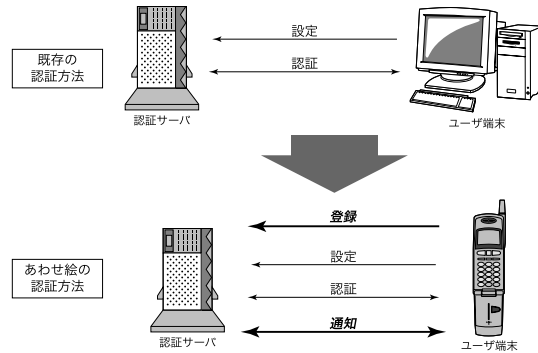 設定
既存の
認証方法
認証
認証サーバ
ユーザ端末
登録
あわせ絵の
認証方法
設定
認証
通知
認証サーバ
ユーザ端末